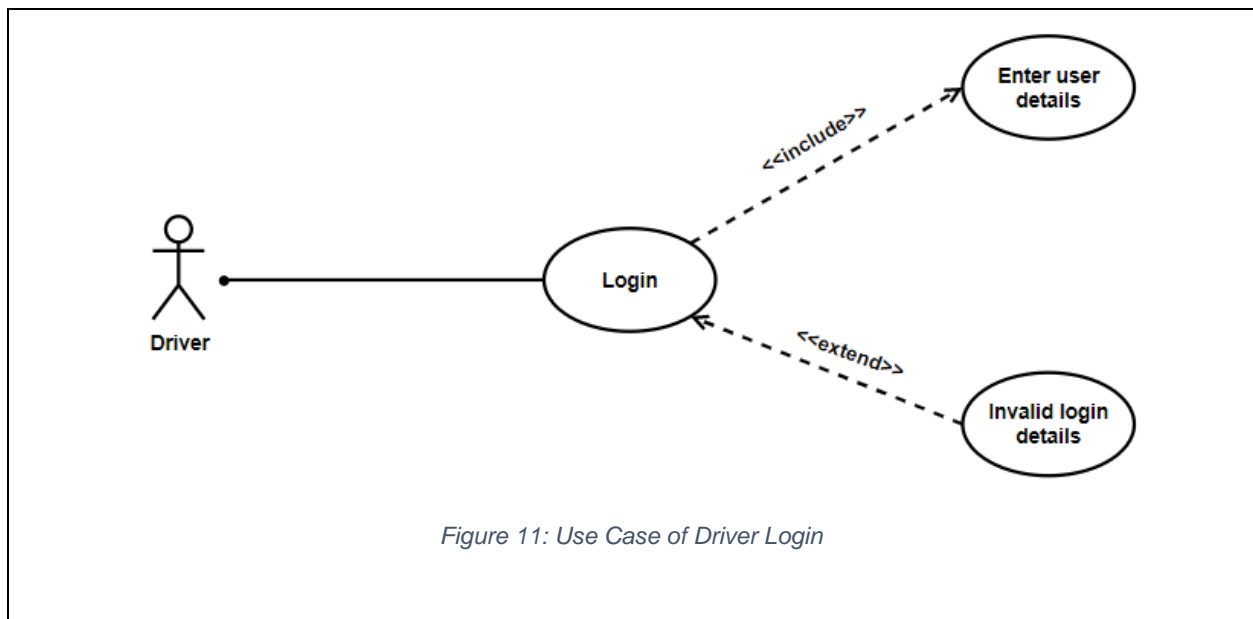 Enter user
details
<<include>>
Login
Driver
<<extend>>
Invalid login
details
Figure 11: Use Case of Driver Login